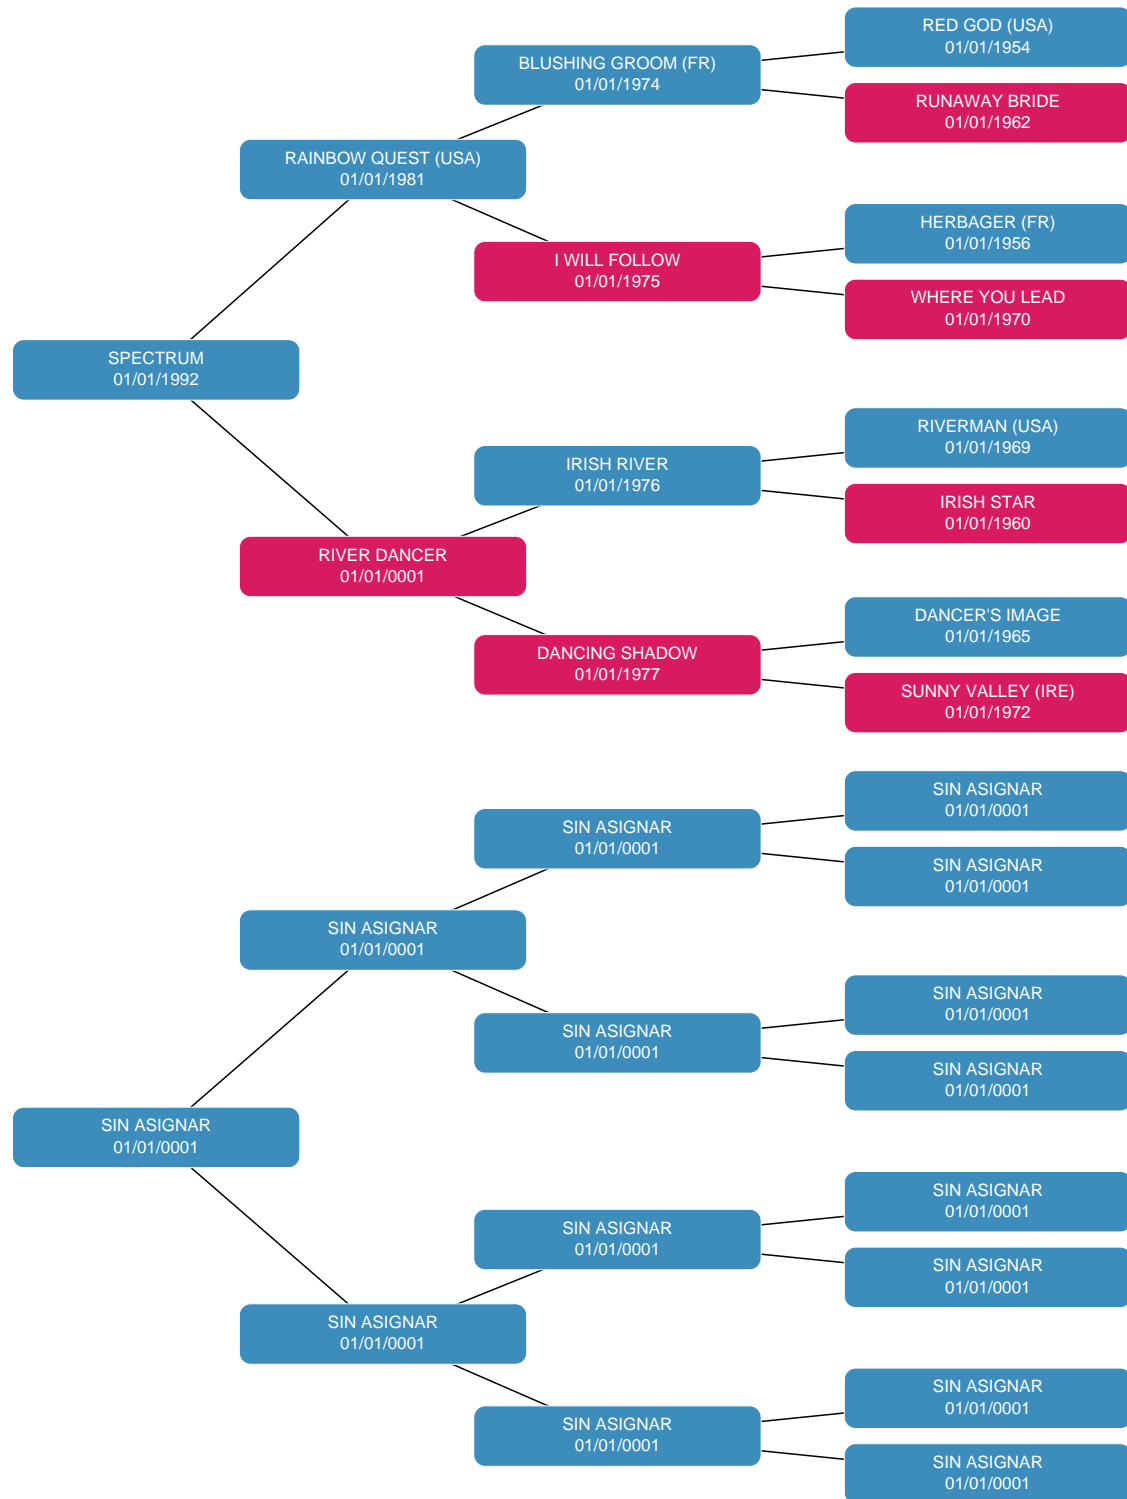 RED GOD (USA)
01/01/1954
BLUSHING GROOM (FR)
01/01/1974
RUNAWAY BRIDE
01/01/1962
RAINBOW QUEST (USA)
01/01/1981
HERBAGER (FR)
01/01/1956
I WILL FOLLOW
01/01/1975
WHERE YOU LEAD
01/01/1970
SPECTRUM
01/01/1992
RIVERMAN (USA)
01/01/1969
IRISH RIVER
01/01/1976
IRISH STAR
01/01/1960
RIVER DANCER
01/01/0001
DANCER'S IMAGE
01/01/1965
DANCING SHADOW
01/01/1977
SUNNY VALLEY (IRE)
01/01/1972
SIN ASIGNAR
01/01/0001
SIN ASIGNAR
01/01/0001
SIN ASIGNAR
01/01/0001
SIN ASIGNAR
01/01/0001
SIN ASIGNAR
01/01/0001
SIN ASIGNAR
01/01/0001
SIN ASIGNAR
01/01/0001
SIN ASIGNAR
01/01/0001
SIN ASIGNAR
01/01/0001
SIN ASIGNAR
01/01/0001
SIN ASIGNAR
01/01/0001
SIN ASIGNAR
01/01/0001
SIN ASIGNAR
01/01/0001
SIN ASIGNAR
01/01/0001
SIN ASIGNAR
01/01/0001